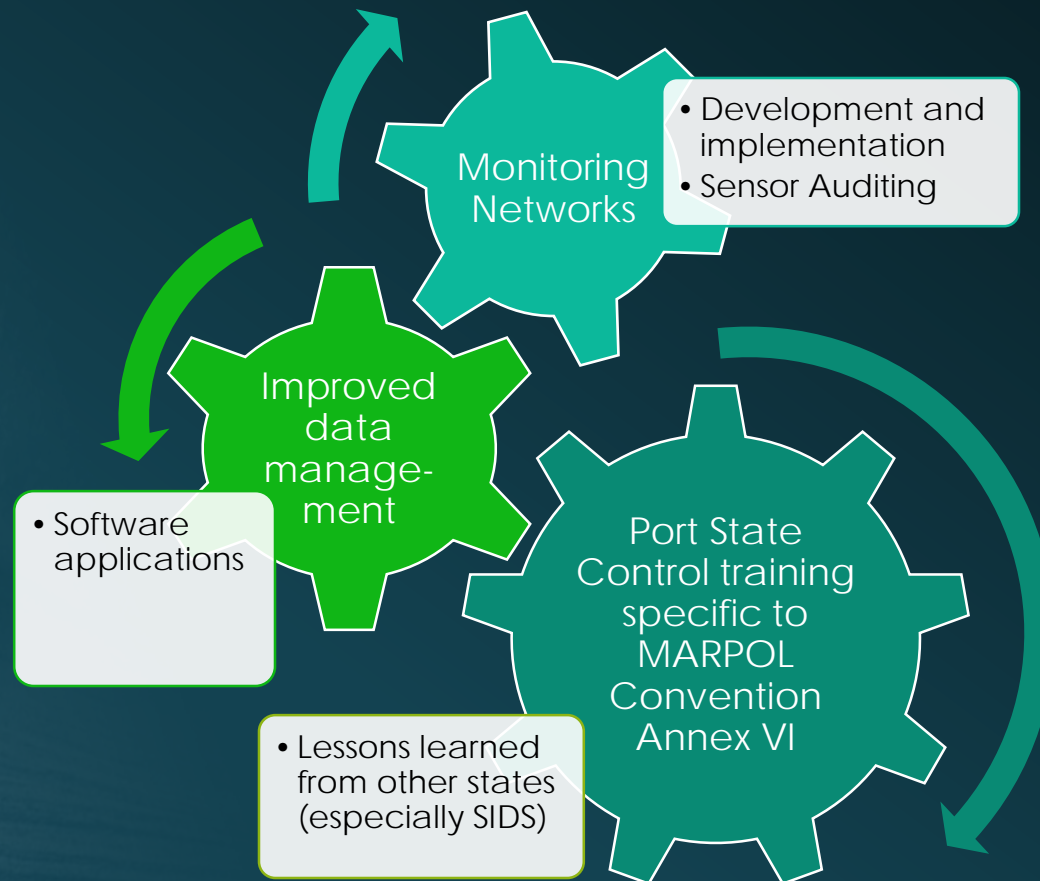 Monitoring
Networks
• Development and
implementation
• Sensor Auditing
Improved
data
manage-
ment
• Software
applications
Port State
Control training
specific to
MARPOL
Convention
Annex VI
• Lessons learned
from other states
(especially SIDS)